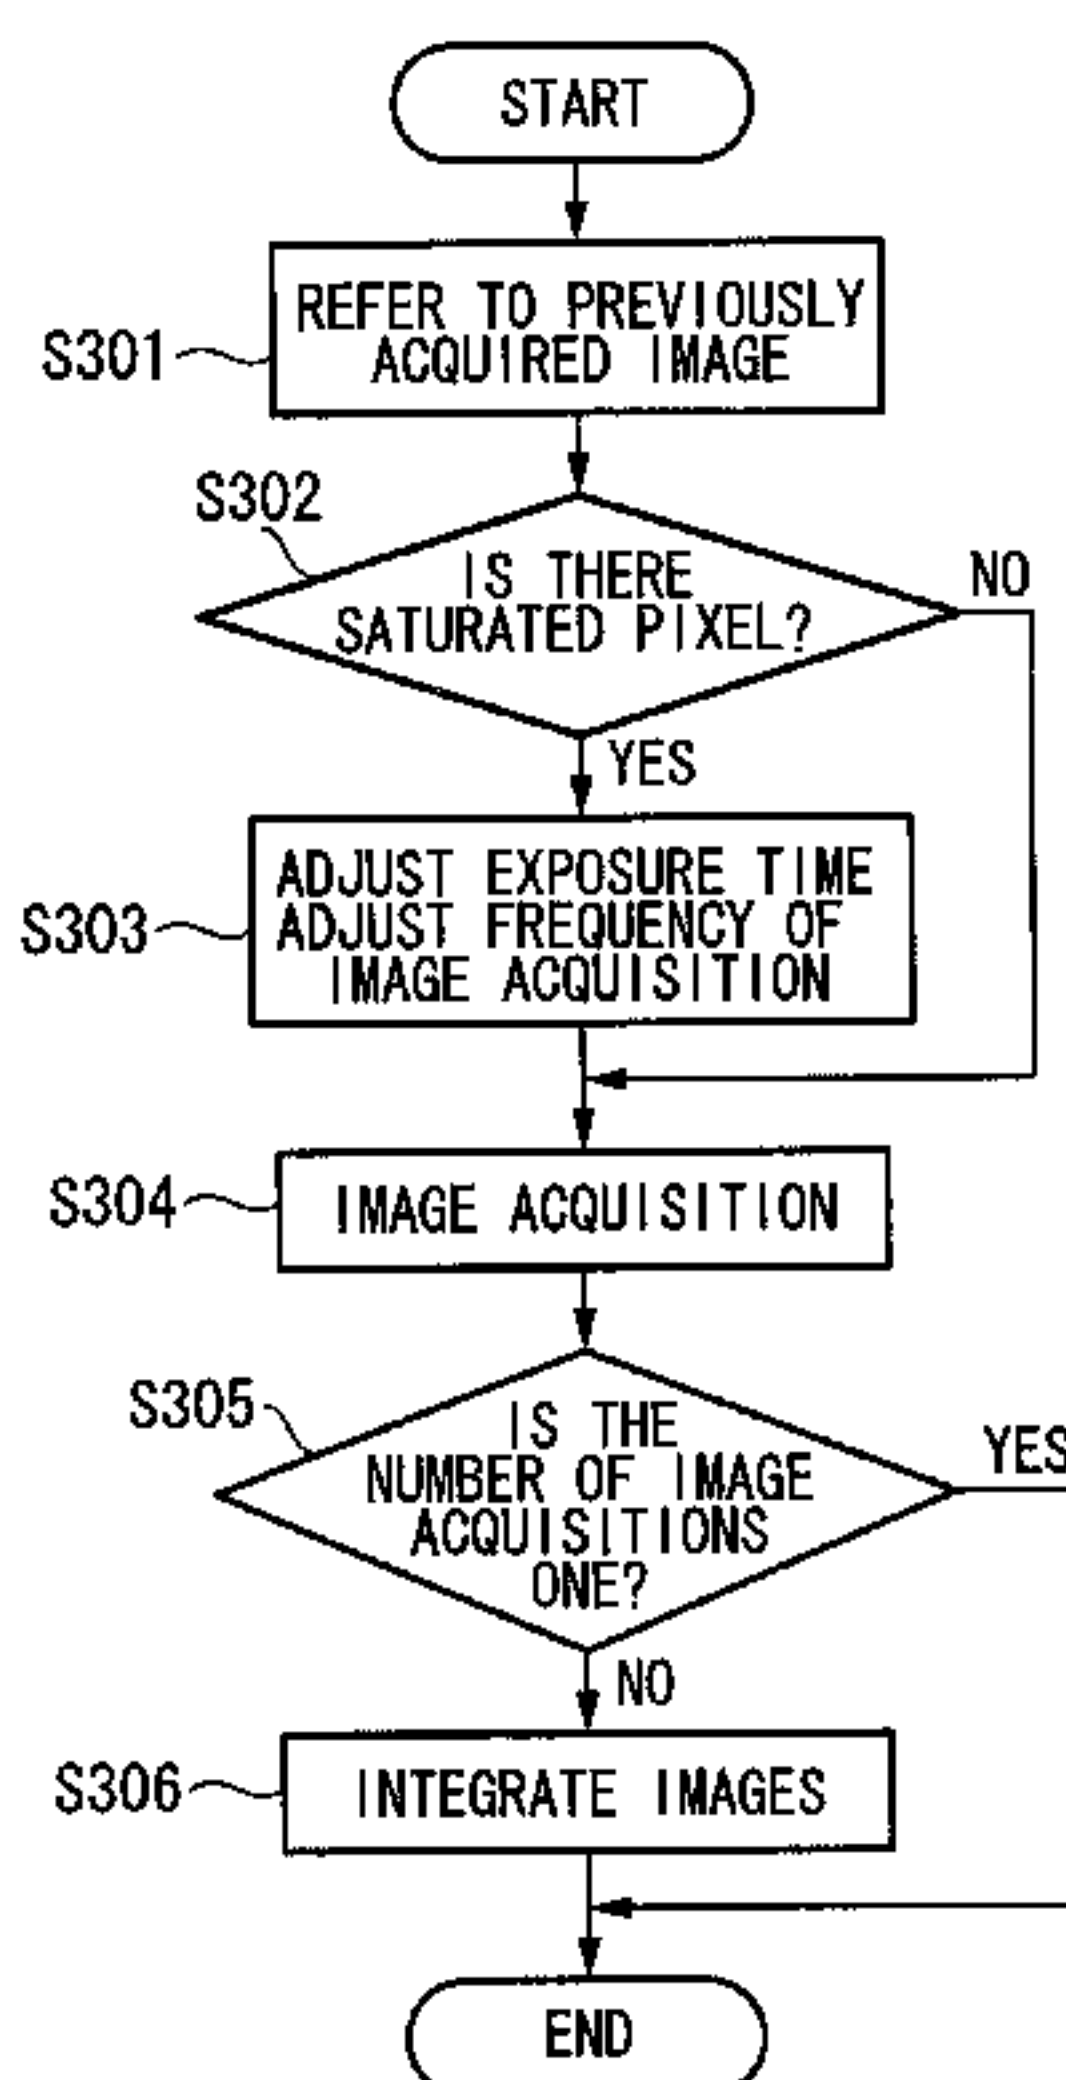 START
REFER TO PREVIOUSLY
ACQUIRED IMAGE
S301
S302
IS THERE
SATURATED PIXEL?
NO
YES
ADJUST EXPOSURE TIME
ADJUST FREQUENCY OF
IMAGE ACQUISITION
S303
S304
IMAGE ACQUISITION
S305
IS THE
NUMBER OF IMAGE
ACQUISITIONS
ONE?
YES
NO
S306
INTEGRATE IMAGES
END